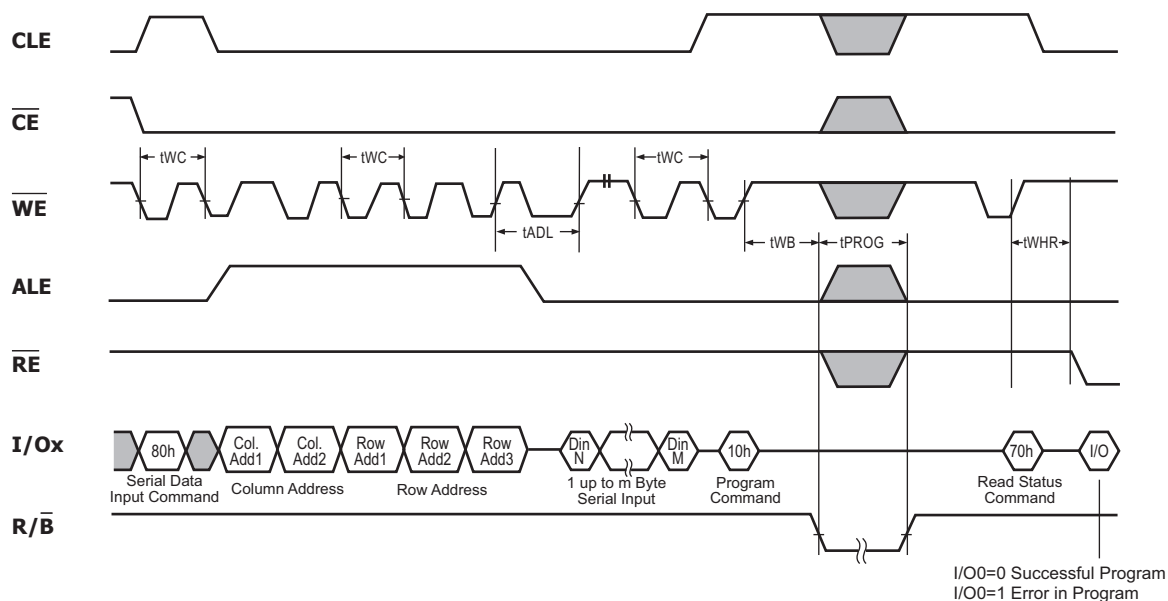 CLE
CE
tWC
tWC
tWC
WE
tADL
tWB
tPROG
tWHR
ALE
RE
I/Ox
80h
Col. Add1
Col. Add2
Row Add1
Row Add2
Row Add3
Din N
Din M
10h
70h
I/O
Serial Data
Input Command
Column Address
Row Address
1 up to m Byte
Serial Input
Program
Command
Read Status
Command
R/B
I/O0=0 Successful Program
I/O0=1 Error in Program